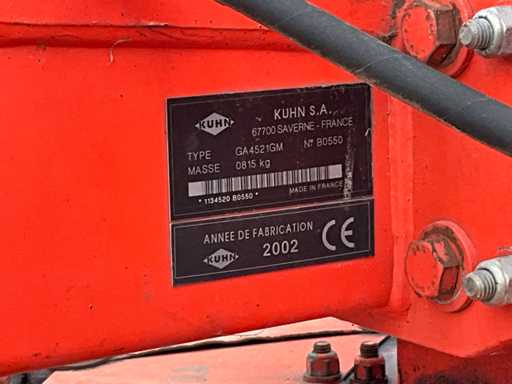 KUHN
KUHN S.A.
67700 SAVERNE - FRANCE
TYPE GA4521GM N° B0550
MASSE 0815 kg
MADE IN FRANCE
* 1134520 B0550 *
ANNEE DE FABRICATION
KUHN 2002 CE